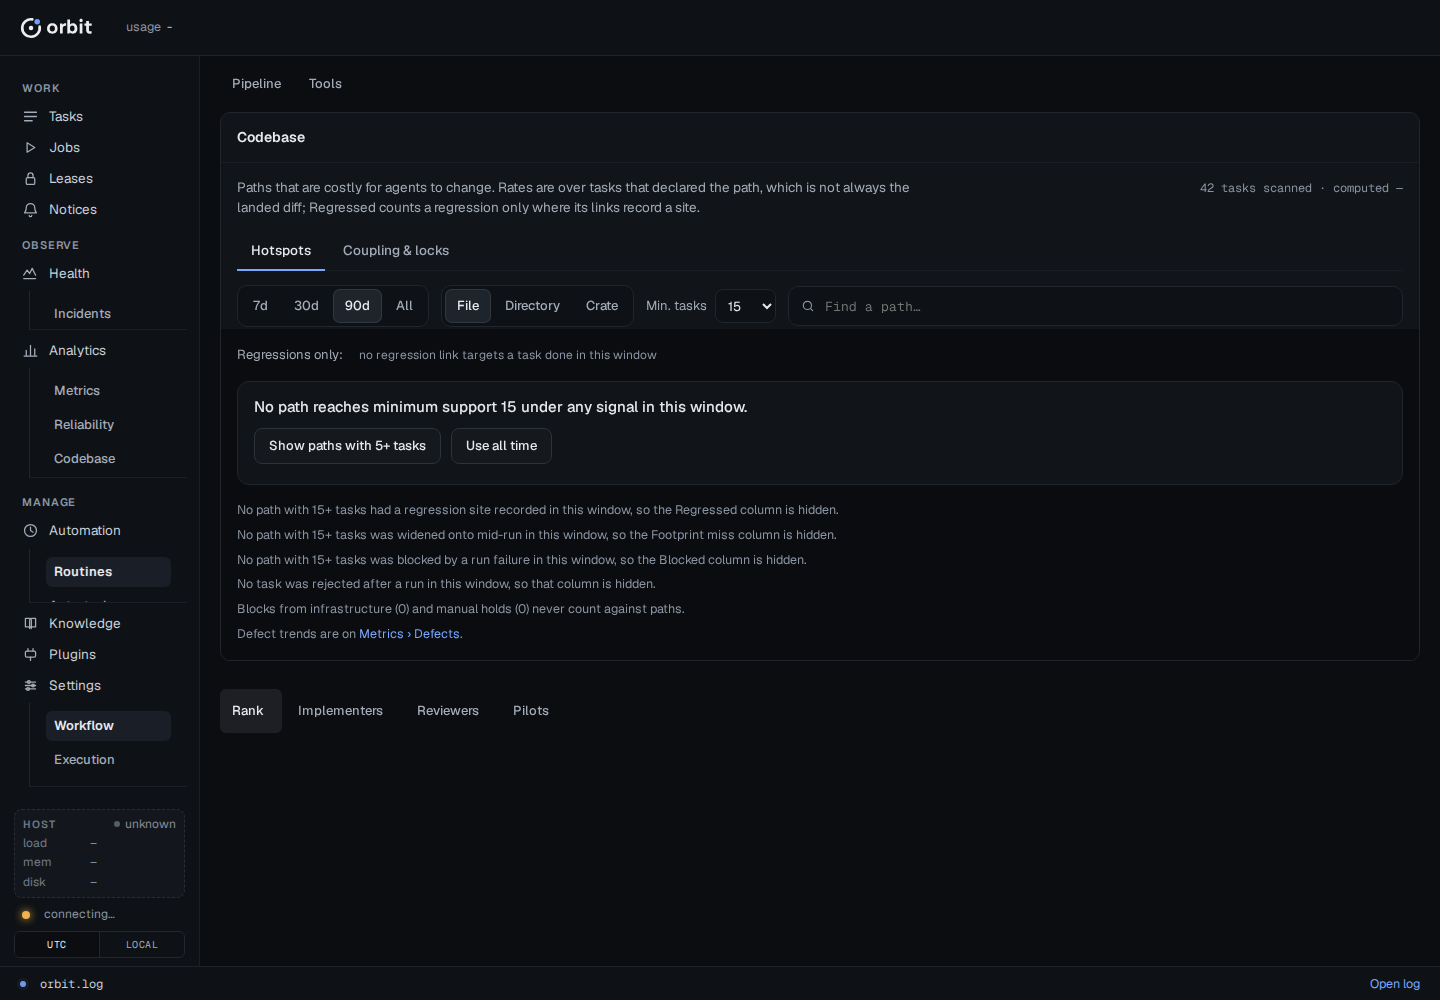 orbit
usage –
WORK
Tasks
Jobs
Leases
Notices
OBSERVE
Health
Incidents
Analytics
Metrics
Reliability
Codebase
MANAGE
Automation
Routines
Knowledge
Plugins
Settings
Workflow
Execution
HOST unknown
load –
mem –
disk –
connecting…
UTC LOCAL
Pipeline Tools
Codebase
Paths that are costly for agents to change. Rates are over tasks that declared the path, which is not always the
landed diff; Regressed counts a regression only where its links record a site.
42 tasks scanned · computed –
Hotspots Coupling & locks
7d 30d 90d All File Directory Crate Min. tasks 15 Find a path…
Regressions only: no regression link targets a task done in this window
No path reaches minimum support 15 under any signal in this window.
Show paths with 5+ tasks Use all time
No path with 15+ tasks had a regression site recorded in this window, so the Regressed column is hidden.
No path with 15+ tasks was widened onto mid-run in this window, so the Footprint miss column is hidden.
No path with 15+ tasks was blocked by a run failure in this window, so the Blocked column is hidden.
No task was rejected after a run in this window, so that column is hidden.
Blocks from infrastructure (0) and manual holds (0) never count against paths.
Defect trends are on Metrics › Defects.
Rank Implementers Reviewers Pilots
orbit.log
Open log